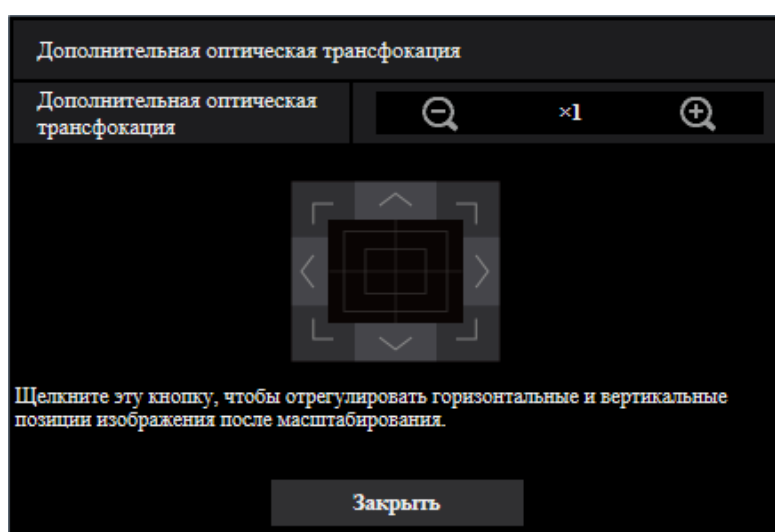 Дополнительная оптическая трансфокация
Дополнительная оптическая
трансфокация
×1
Щелкните эту кнопку, чтобы отрегулировать горизонтальные и вертикальные
позиции изображения после масштабирования.
Закрыть